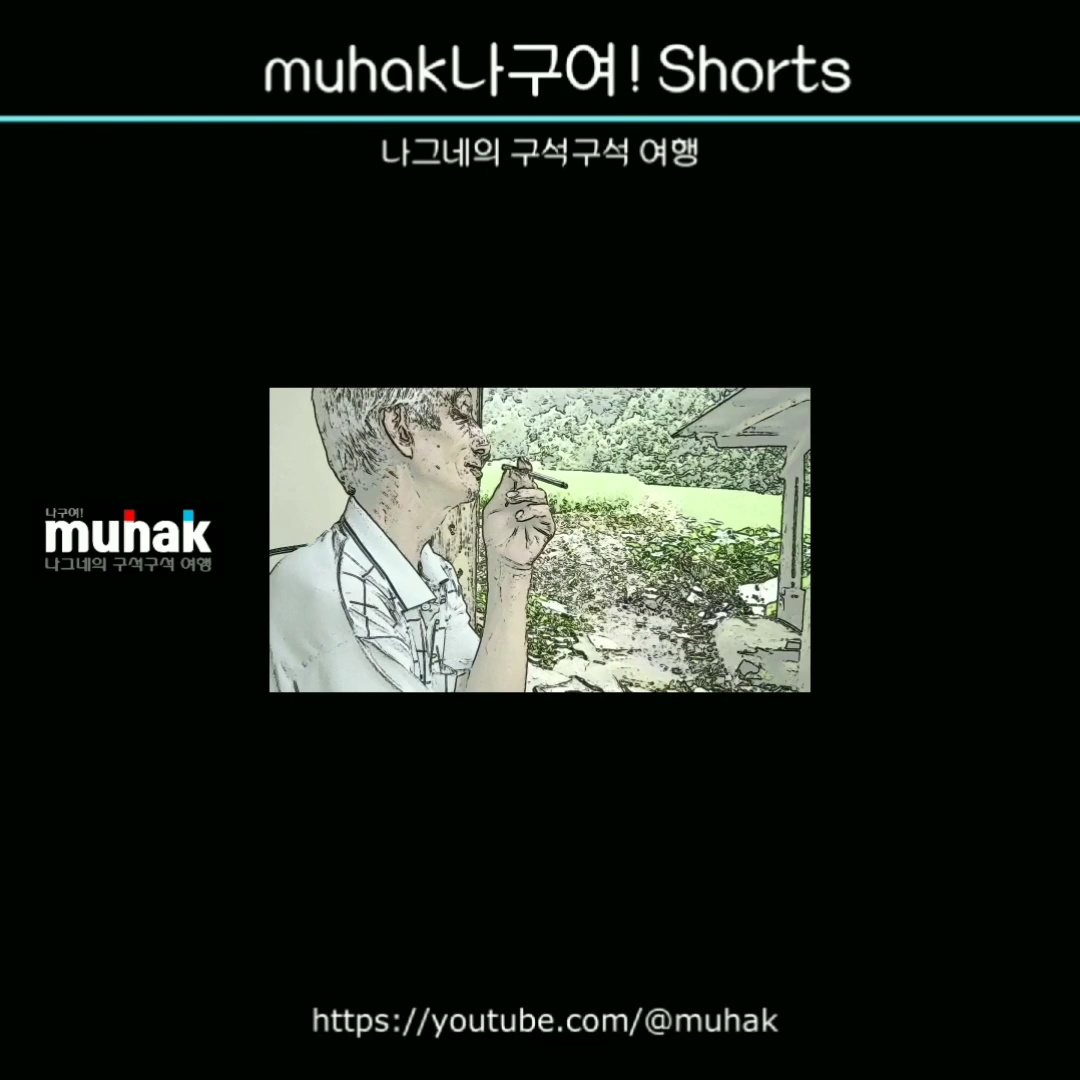 muhak나구여! Shorts
나그네의 구석구석 여행
나구여!
muhak
나그네의 구석구석 여행
https://youtube.com/@muhak